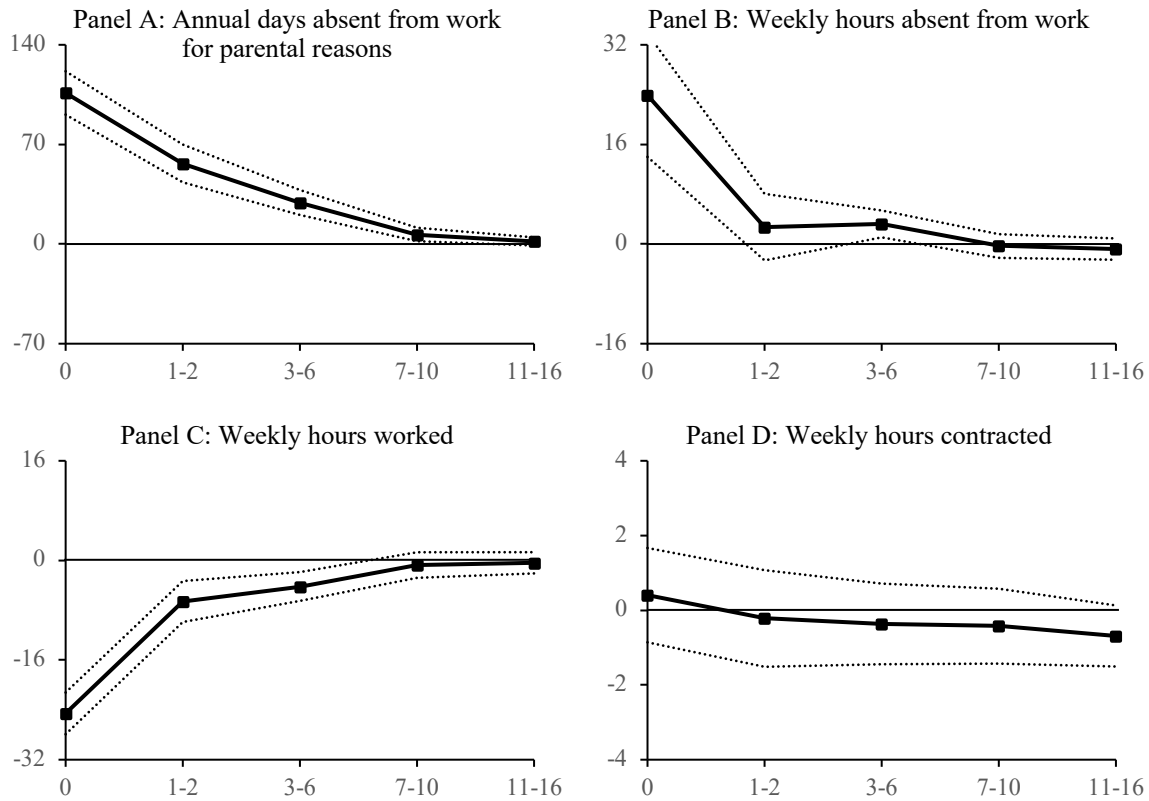 Panel A: Annual days absent from work
for parental reasons
140
70
0
-70
0 1-2 3-6 7-10 11-16
Panel B: Weekly hours absent from work
32
16
0
-16
0 1-2 3-6 7-10 11-16
Panel C: Weekly hours worked
16
0
-16
-32
0 1-2 3-6 7-10 11-16
Panel D: Weekly hours contracted
4
2
0
-2
-4
0 1-2 3-6 7-10 11-16